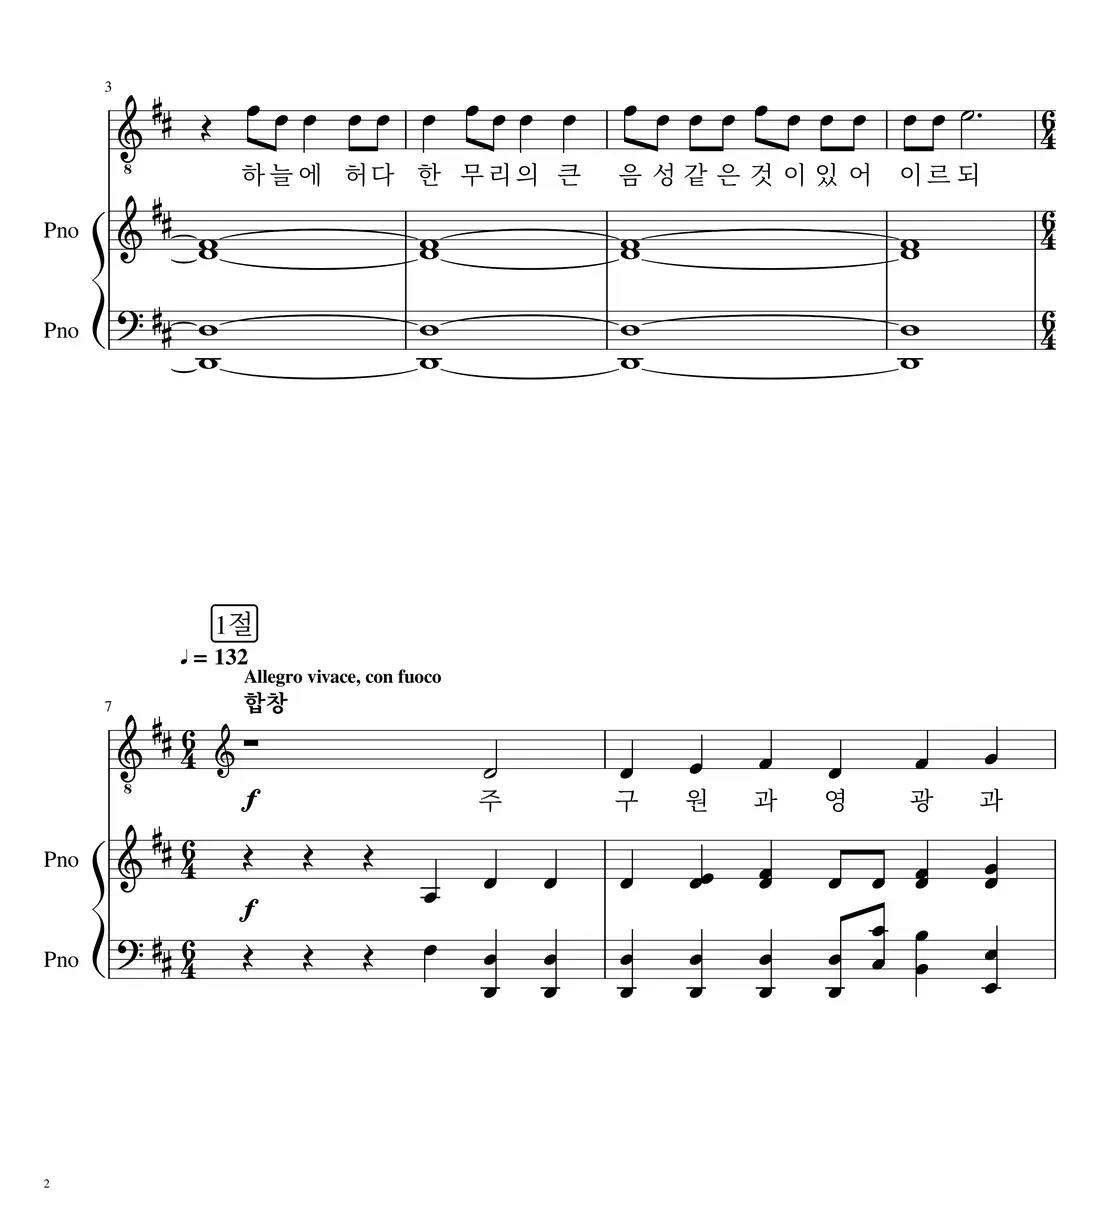 3
하늘에 허다 한 무리의 큰 음성같은것이있어 이르되
Pno
Pno
1절
♩ = 132
Allegro vivace, con fuoco
합창
7
f
주 구 원 과 영 광 과
Pno
f
Pno
2